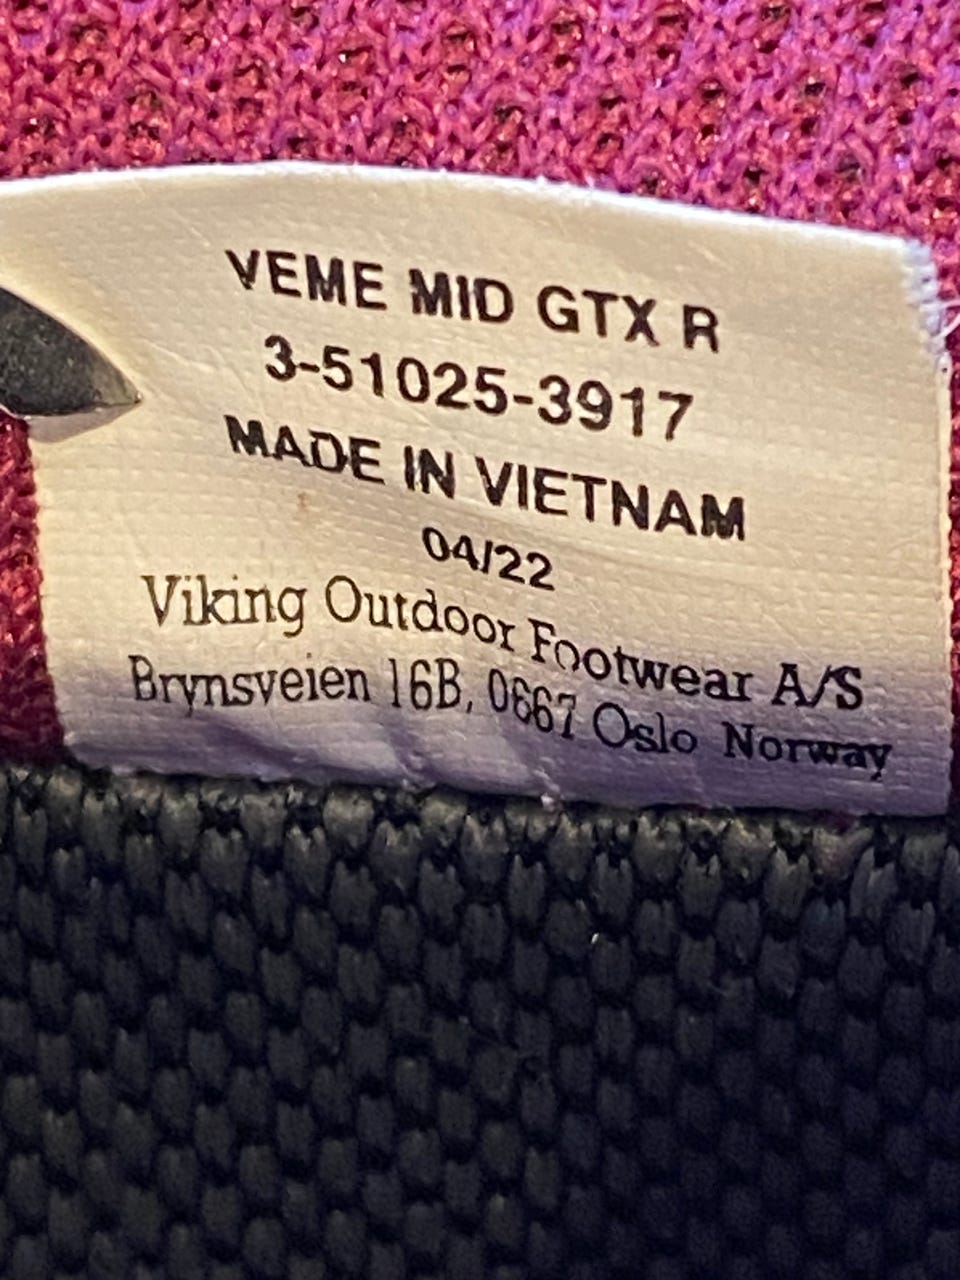 VEME MID GTX R
3-51025-3917
MADE IN VIETNAM
04/22
Viking Outdoor Footwear A/S
Brynsveien 16B, 0667 Oslo Norway